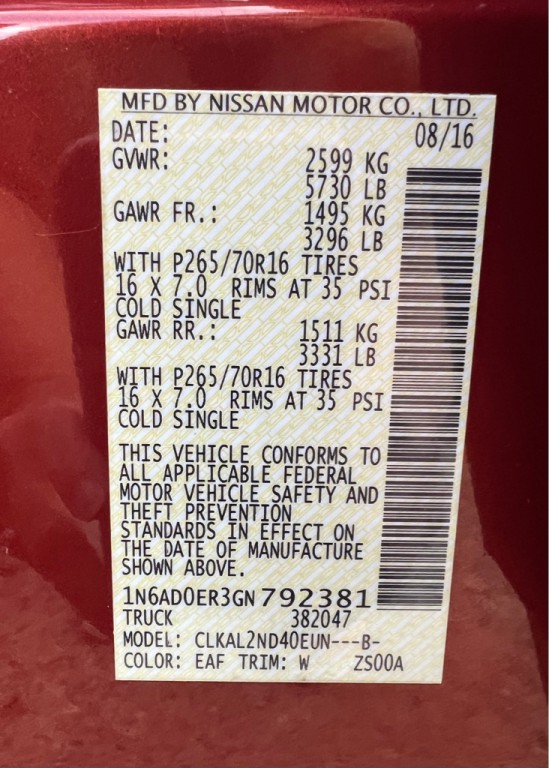 MFD BY NISSAN MOTOR CO., LTD.
DATE: 08/16
GVWR: 2599 KG
5730 LB
GAWR FR.: 1495 KG
3296 LB
WITH P265/70R16 TIRES
16 X 7.0 RIMS AT 35 PSI
COLD SINGLE
GAWR RR.: 1511 KG
3331 LB
WITH P265/70R16 TIRES
16 X 7.0 RIMS AT 35 PSI
COLD SINGLE
THIS VEHICLE CONFORMS TO
ALL APPLICABLE FEDERAL
MOTOR VEHICLE SAFETY AND
THEFT PREVENTION
STANDARDS IN EFFECT ON
THE DATE OF MANUFACTURE
SHOWN ABOVE.
1N6AD0ER3GN792381
TRUCK 382047
MODEL: CLKAL2ND40EUN---B-
COLOR: EAF TRIM: W ZS00A